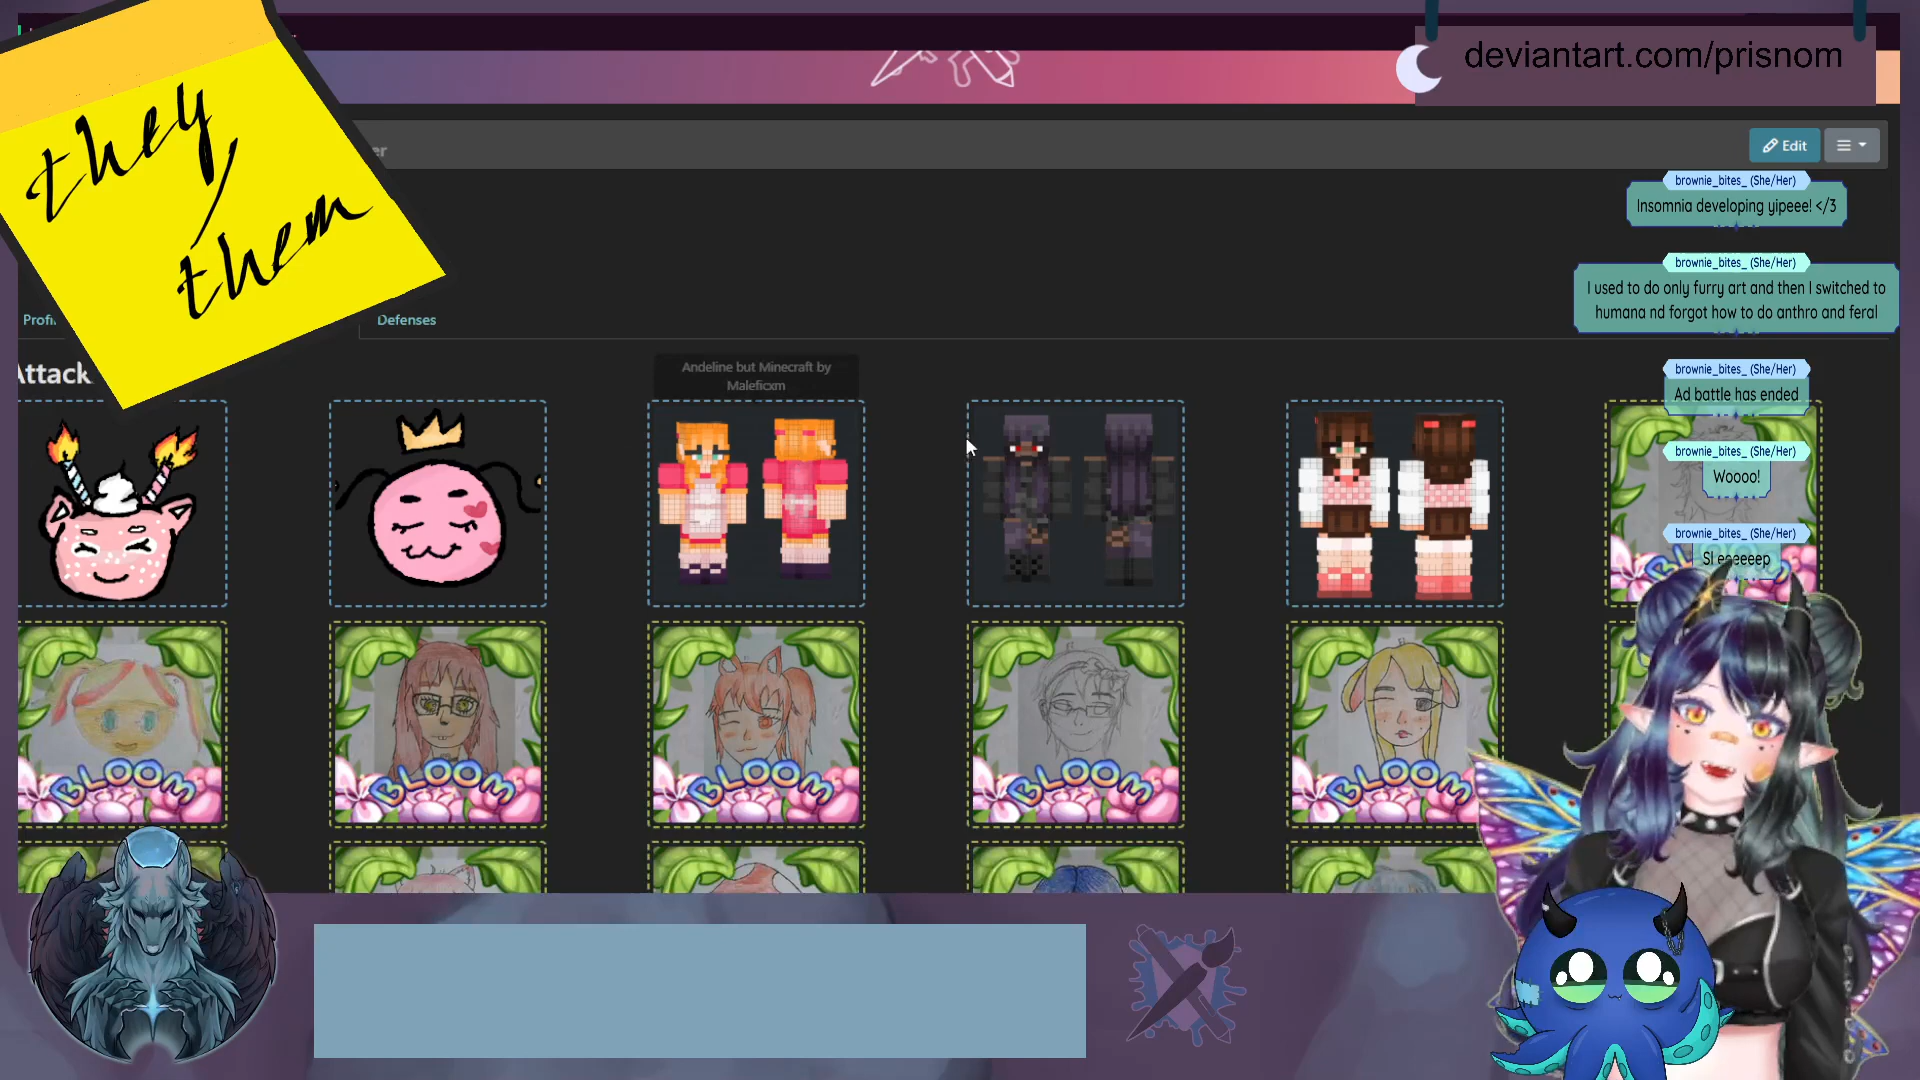 they
/
them
deviantart.com/prisnom
er
Edit
Profi
Defenses
Attack
Andeline but Minecraft by
Maleficxm
brownie_bites_ (She/Her)
Insomnia developing yipeee! </3
brownie_bites_ (She/Her)
I used to do only furry art and then I switched to
humana nd forgot how to do anthro and feral
brownie_bites_ (She/Her)
Ad battle has ended
brownie_bites_ (She/Her)
Woooo!
brownie_bites_ (She/Her)
Sleeeeeep
BLOOM
BLOOM
BLOOM
BLOOM
BLOOM